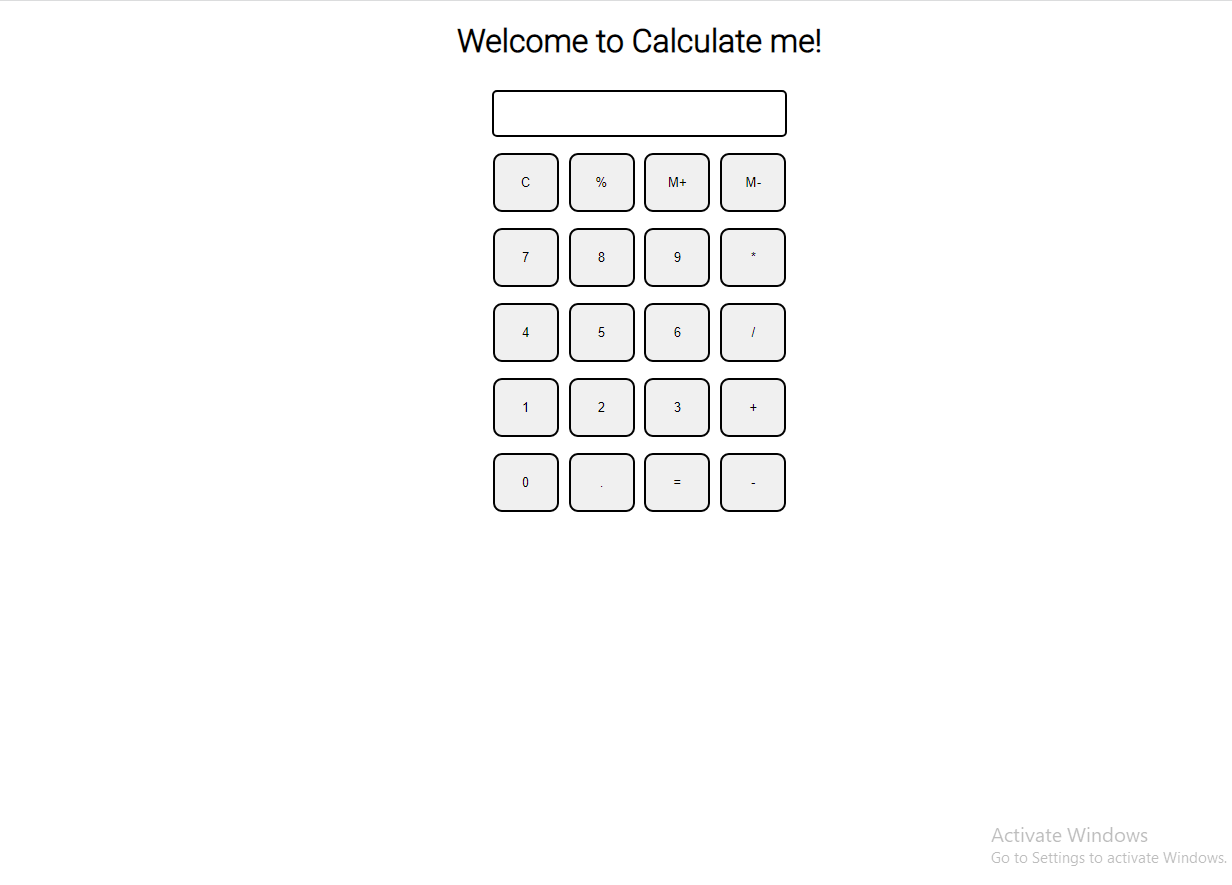 Welcome to Calculate me!
C % M+ M-
7 8 9 *
4 5 6 /
1 2 3 +
0 . = -
Activate Windows
Go to Settings to activate Windows.